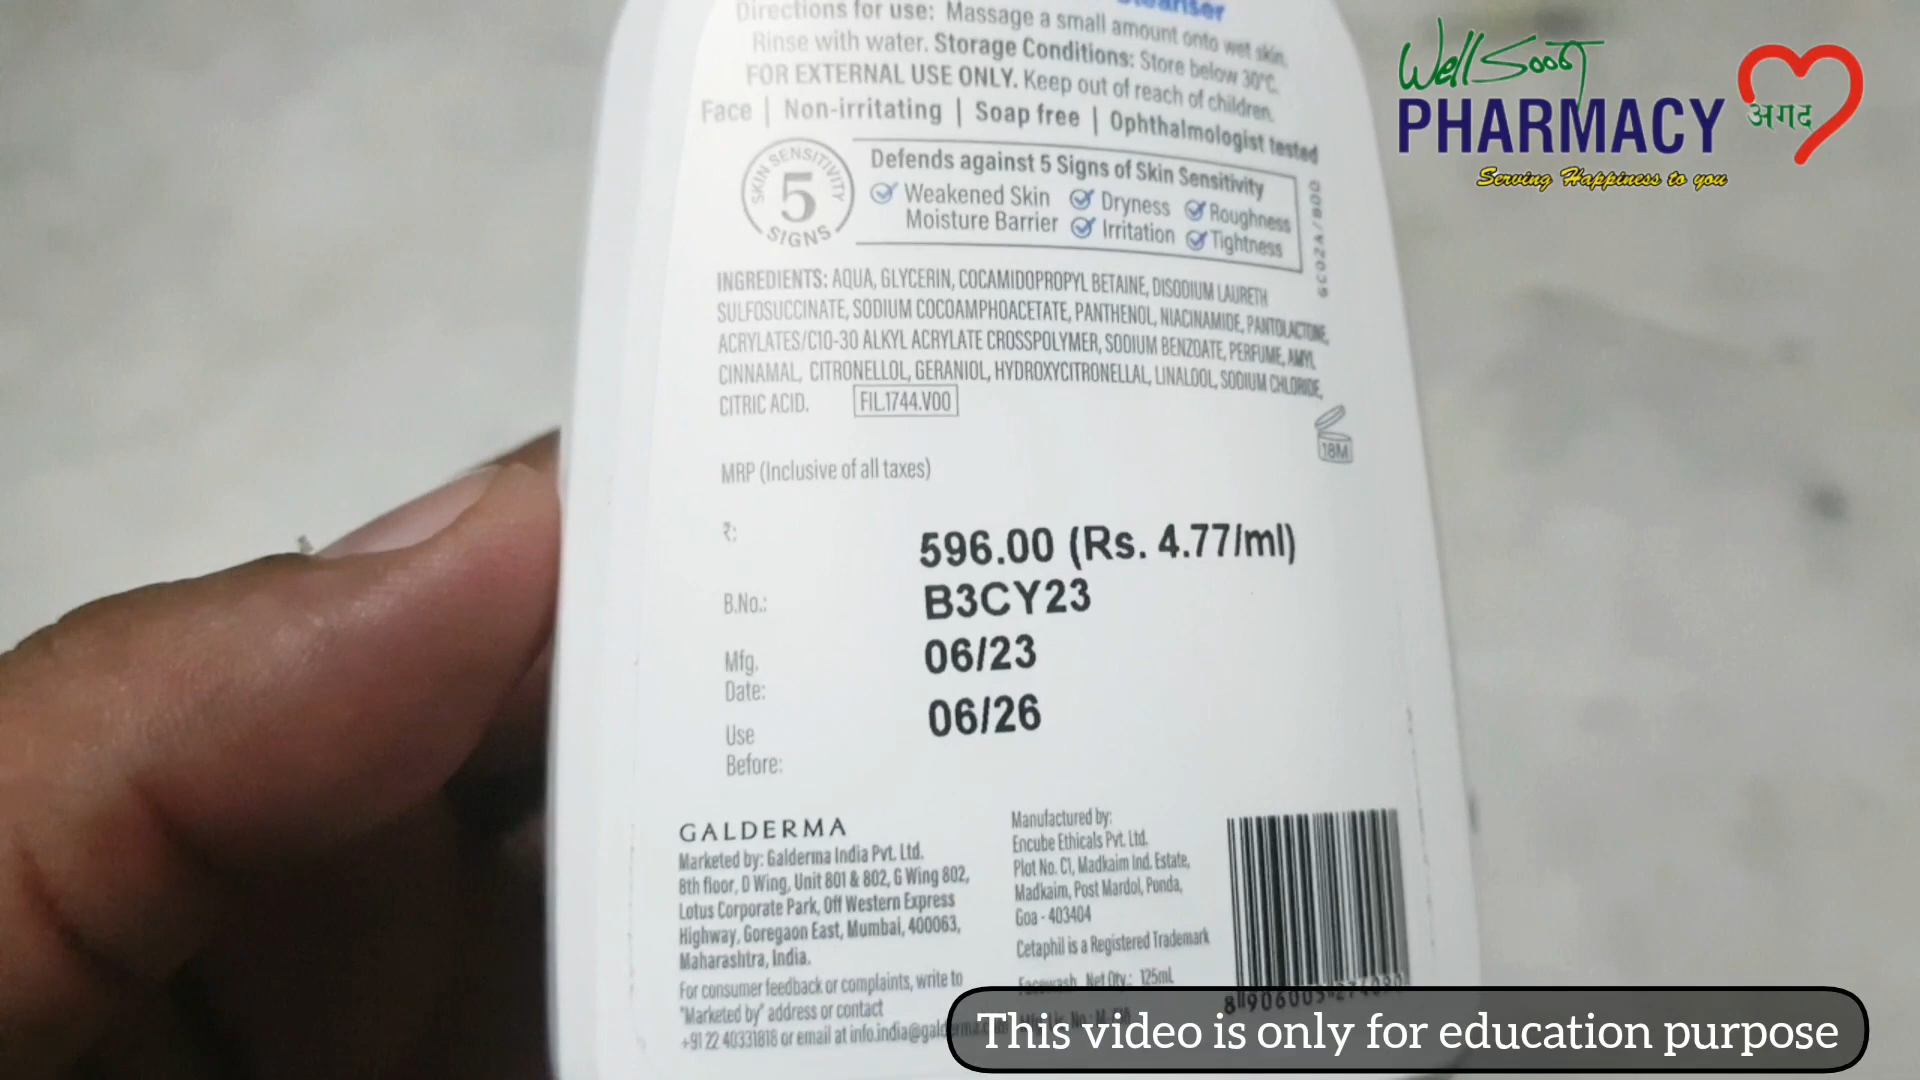 Cleanser
Directions for use: Massage a small amount onto wet skin.
Rinse with water. Storage Conditions: Store below 30°C.
FOR EXTERNAL USE ONLY. Keep out of reach of children.
Face | Non-irritating | Soap free | Ophthalmologist tested
SKIN SENSITIVITY
5
SIGNS
Defends against 5 Signs of Skin Sensitivity
Weakened Skin Dryness Roughness
Moisture Barrier Irritation Tightness
INGREDIENTS: AQUA, GLYCERIN, COCAMIDOPROPYL BETAINE, DISODIUM LAURETH
SULFOSUCCINATE, SODIUM COCOAMPHOACETATE, PANTHENOL, NIACINAMIDE, PANTOLACTONE,
ACRYLATES/C10-30 ALKYL ACRYLATE CROSSPOLYMER, SODIUM BENZOATE, PERFUME, AMYL
CINNAMAL, CITRONELLOL, GERANIOL, HYDROXYCITRONELLAL, LINALOOL, SODIUM CHLORIDE,
CITRIC ACID. FIL.1744.V00
18M
MRP (Inclusive of all taxes)
₹: 596.00 (Rs. 4.77/ml)
B.No.: B3CY23
Mfg. 06/23
Date:
Use 06/26
Before:
GALDERMA
Marketed by: Galderma India Pvt. Ltd.
8th floor, D Wing, Unit 801 & 802, G Wing 802,
Lotus Corporate Park, Off Western Express
Highway, Goregaon East, Mumbai, 400063,
Maharashtra, India.
For consumer feedback or complaints, write to
"Marketed by" address or contact
+91 22 40331818 or email at info.india@gal
Manufactured by:
Encube Ethicals Pvt. Ltd.
Plot No. C1, Madkaim Ind. Estate,
Madkaim, Post Mardol, Ponda,
Goa - 403404
Cetaphil is a Registered Trademark
Facewash Net Qty.: 125mL
WellSoon
PHARMACY
अगद
Serving Happiness to you
This video is only for education purpose